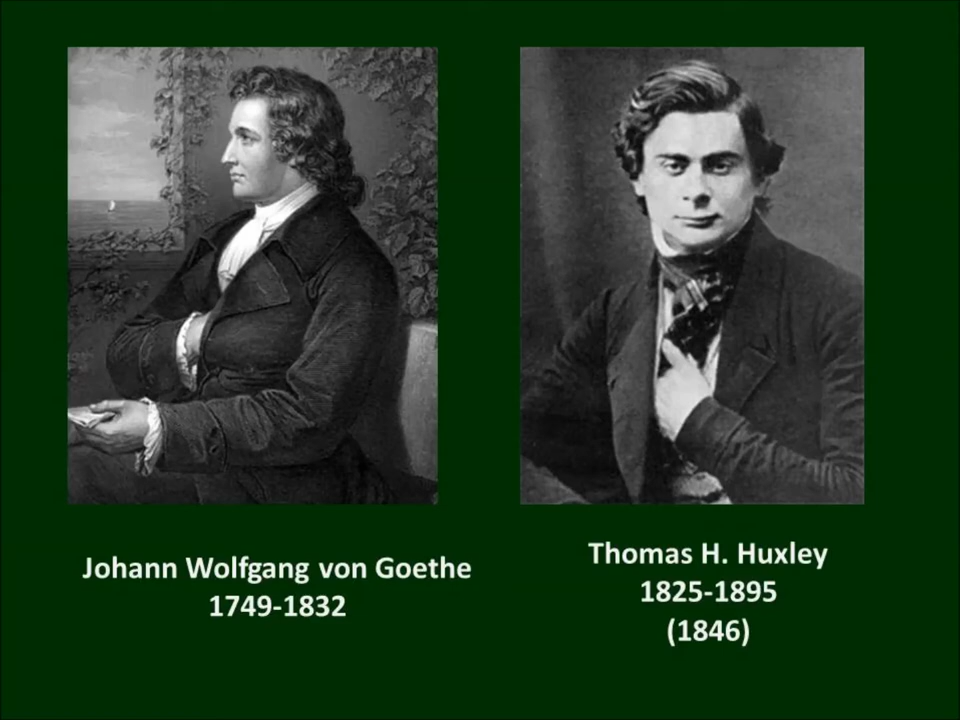 Johann Wolfgang von Goethe
1749-1832
Thomas H. Huxley
1825-1895
(1846)